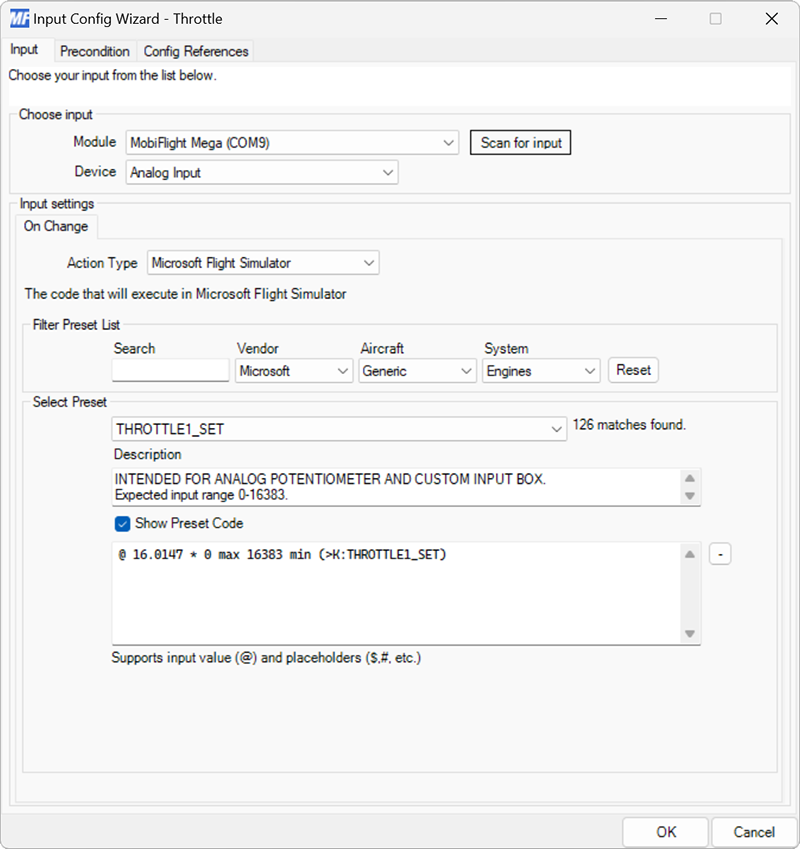 MF Input Config Wizard - Throttle
Input Precondition Config References
Choose your input from the list below.
Choose input
Module MobiFlight Mega (COM9) Scan for input
Device Analog Input
Input settings
On Change
Action Type Microsoft Flight Simulator
The code that will execute in Microsoft Flight Simulator
Filter Preset List
Search Vendor Aircraft System
Microsoft Generic Engines Reset
Select Preset
THROTTLE1_SET 126 matches found.
Description
INTENDED FOR ANALOG POTENTIOMETER AND CUSTOM INPUT BOX.
Expected input range 0-16383.
Show Preset Code
@ 16.0147 * 0 max 16383 min (>K:THROTTLE1_SET) -
Supports input value (@) and placeholders ($,#, etc.)
OK Cancel